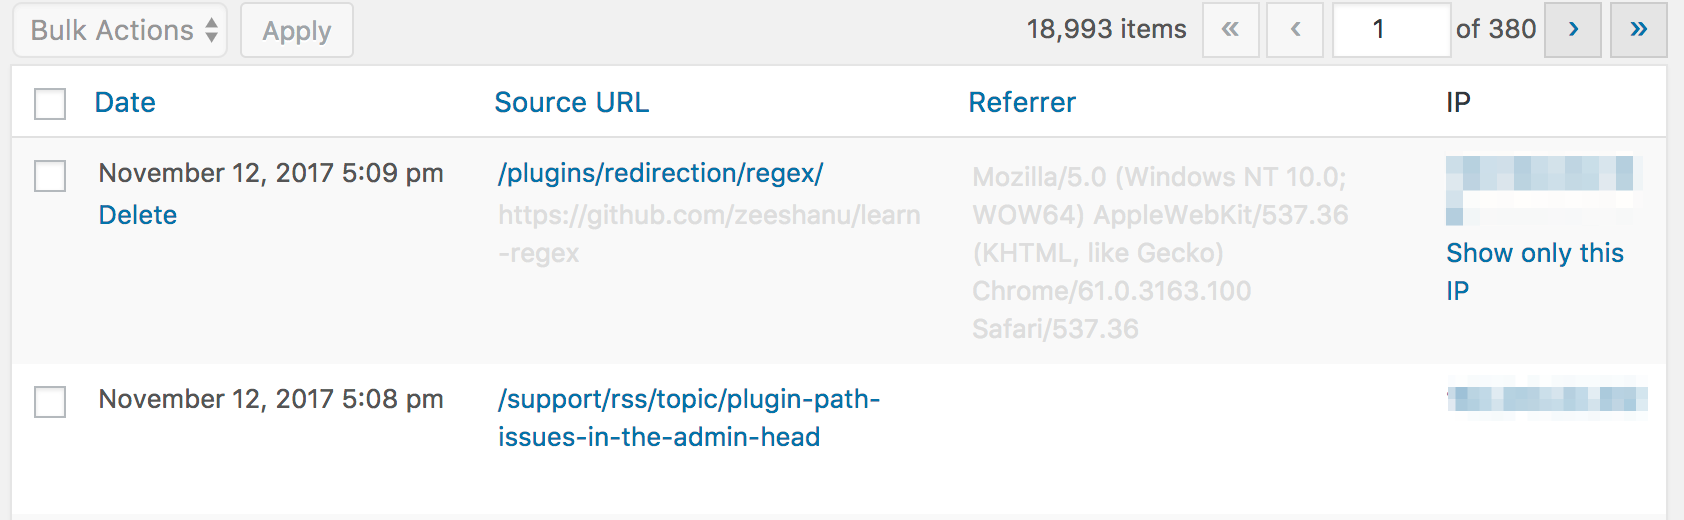 Bulk Actions Apply 18,993 items « ‹ 1 of 380 › »
Date Source URL Referrer IP
November 12, 2017 5:09 pm
Delete
/plugins/redirection/regex/
https://github.com/zeeshanu/learn
-regex
Mozilla/5.0 (Windows NT 10.0;
WOW64) AppleWebKit/537.36
(KHTML, like Gecko)
Chrome/61.0.3163.100
Safari/537.36
Show only this
IP
November 12, 2017 5:08 pm
/support/rss/topic/plugin-path-
issues-in-the-admin-head